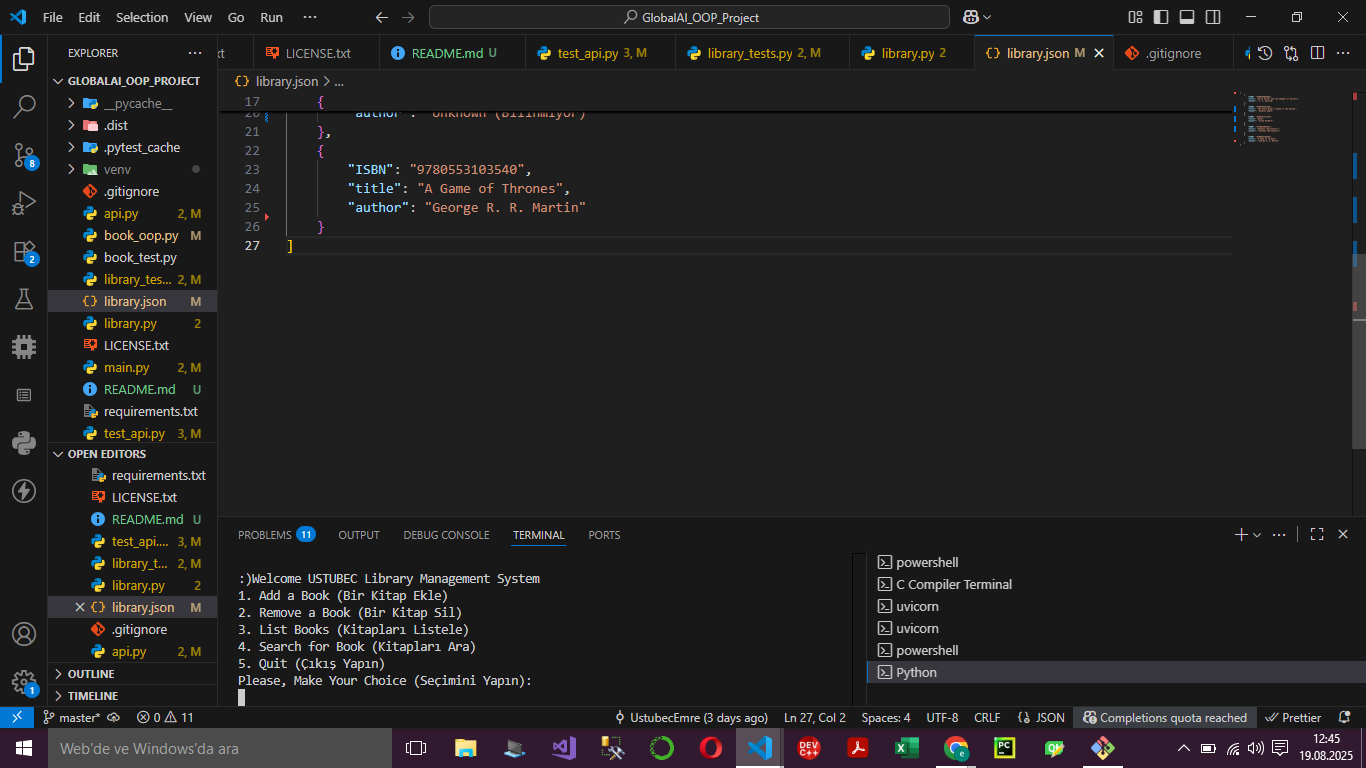 File Edit Selection View Go Run ··· GlobalAI_OOP_Project
EXPLORER ···
GLOBALAI_OOP_PROJECT
__pycache__
.dist
.pytest_cache
venv
.gitignore
api.py 2, M
book_oop.py M
book_test.py
library_tes... 2, M
library.json M
library.py 2
LICENSE.txt
main.py 2, M
README.md U
requirements.txt
test_api.py 3, M
OPEN EDITORS
requirements.txt
LICENSE.txt
README.md U
test_api.... 3, M
library_t... 2, M
library.py 2
library.json M
.gitignore
api.py 2, M
OUTLINE
TIMELINE
8
2
1
LICENSE.txt README.md U test_api.py 3, M library_tests.py 2, M library.py 2 library.json M .gitignore
library.json > ...
17 {
20 "author": "Unknown (Bilinmiyor)"
21 },
22 {
23 "ISBN": "9780553103540",
24 "title": "A Game of Thrones",
25 "author": "George R. R. Martin"
26 }
27 ]
PROBLEMS 11 OUTPUT DEBUG CONSOLE TERMINAL PORTS
:)Welcome USTUBEC Library Management System
1. Add a Book (Bir Kitap Ekle)
2. Remove a Book (Bir Kitap Sil)
3. List Books (Kitapları Listele)
4. Search for Book (Kitapları Ara)
5. Quit (Çıkış Yapın)
Please, Make Your Choice (Seçimini Yapın):
powershell
C Compiler Terminal
uvicorn
uvicorn
powershell
Python
master* 0 11 UstubecEmre (3 days ago) Ln 27, Col 2 Spaces: 4 UTF-8 CRLF JSON Completions quota reached Prettier
Web'de ve Windows'da ara
DEV C++
PC
12:45
19.08.2025